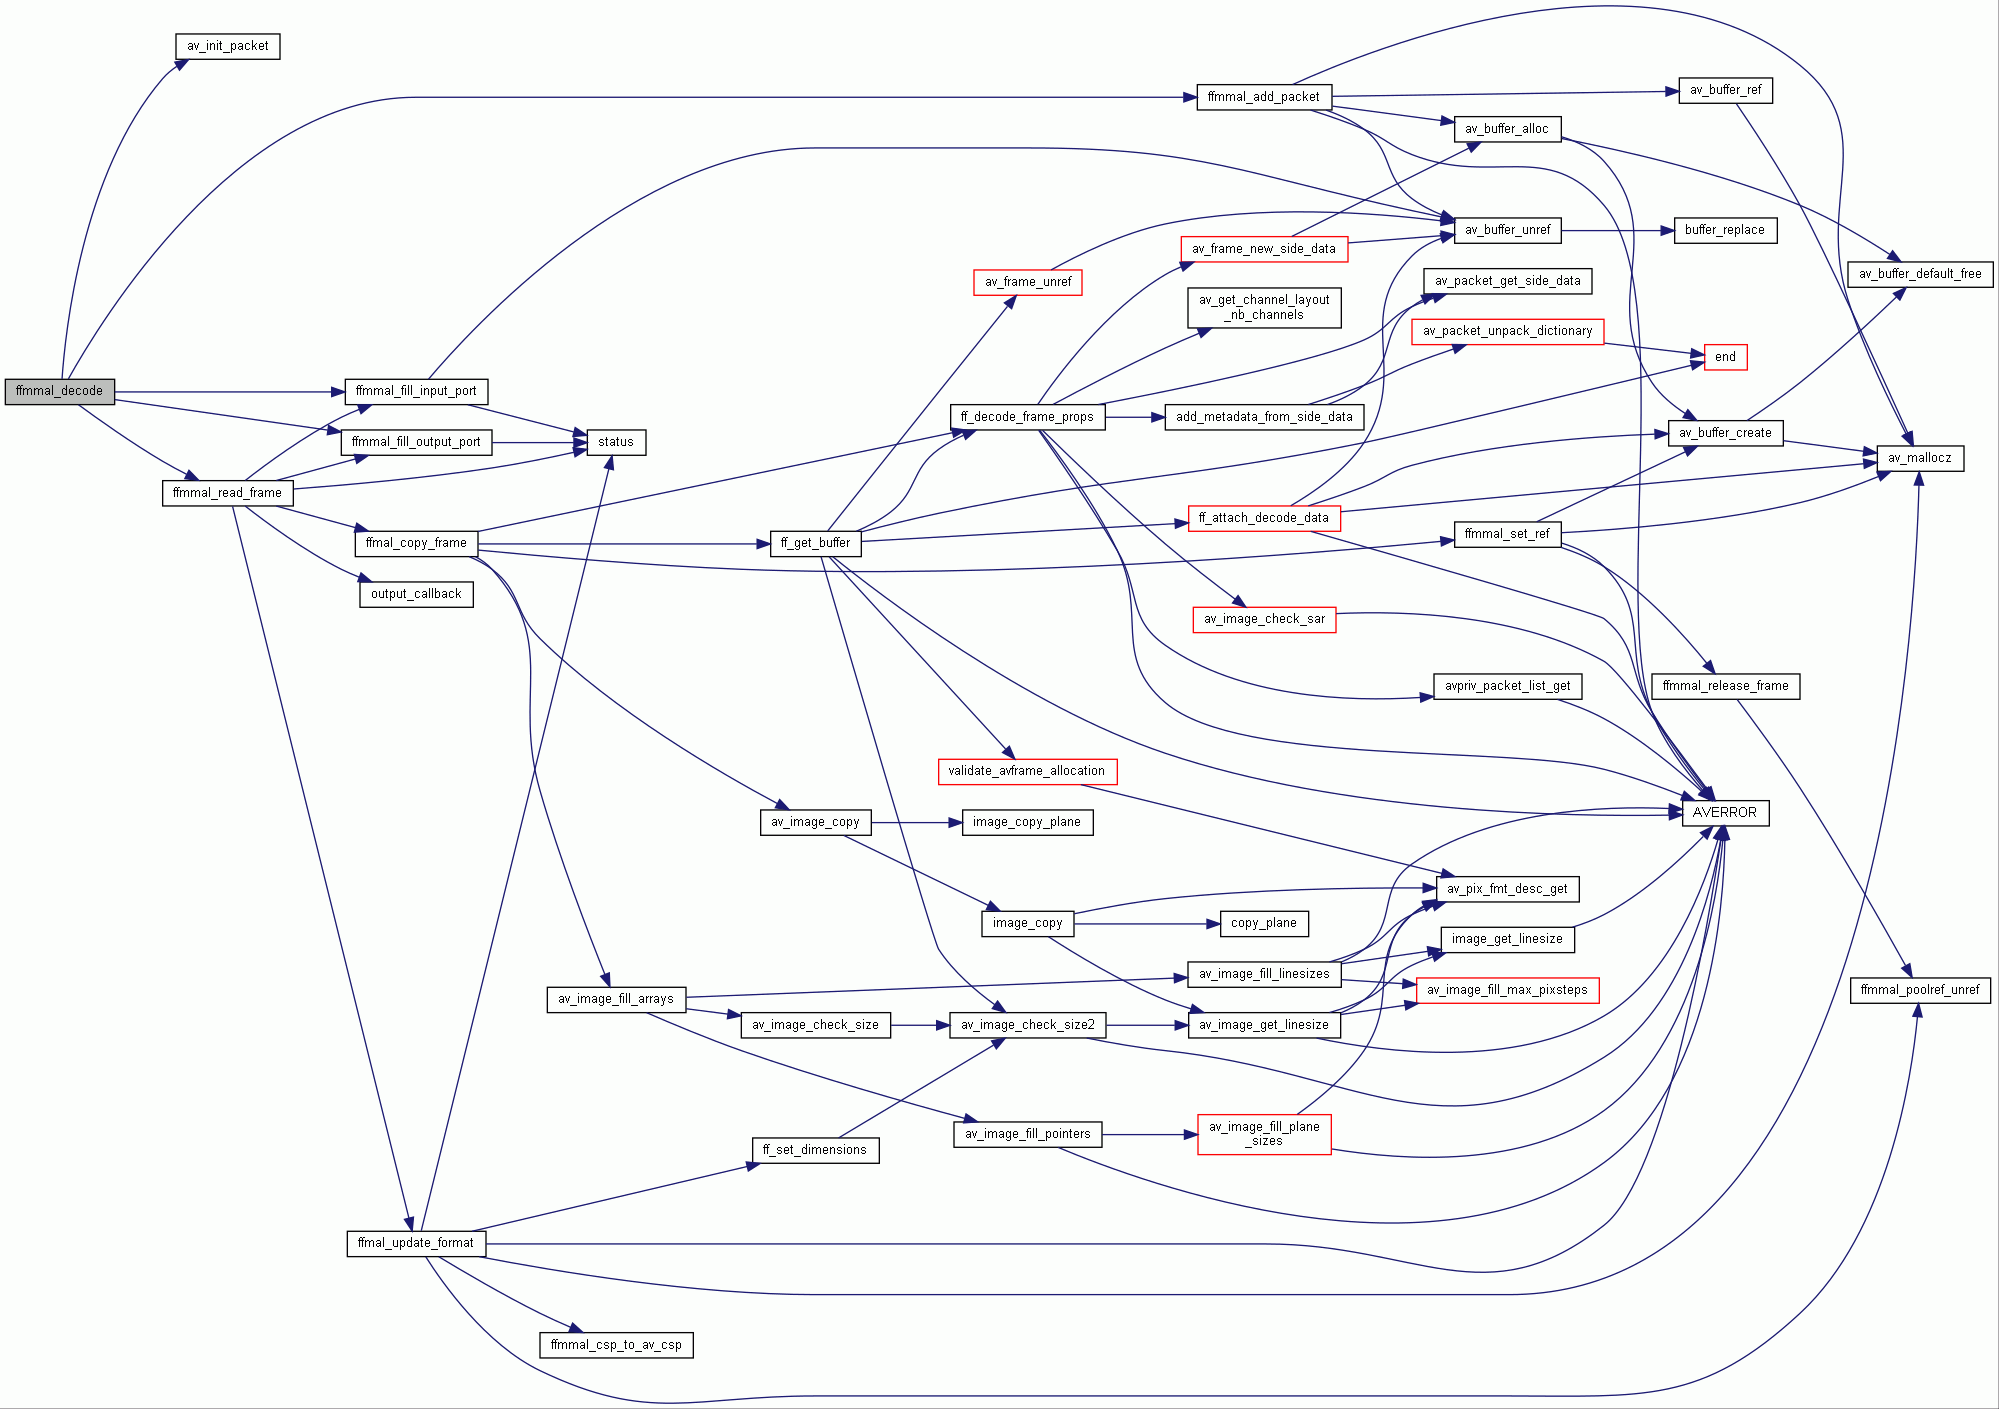 av_init_packet
ffmmal_add_packet
av_buffer_ref
av_buffer_alloc
av_buffer_unref
buffer_replace
av_frame_new_side_data
av_frame_unref
av_packet_get_side_data
av_buffer_default_free
av_get_channel_layout
_nb_channels
av_packet_unpack_dictionary
end
ffmmal_decode
ffmmal_fill_input_port
ff_decode_frame_props
add_metadata_from_side_data
av_buffer_create
ffmmal_fill_output_port
status
av_mallocz
ffmmal_read_frame
ff_attach_decode_data
ffmmal_set_ref
ffmal_copy_frame
ff_get_buffer
output_callback
av_image_check_sar
avpriv_packet_list_get
ffmmal_release_frame
validate_avframe_allocation
AVERROR
av_image_copy
image_copy_plane
av_pix_fmt_desc_get
image_copy
copy_plane
image_get_linesize
av_image_fill_linesizes
av_image_fill_max_pixsteps
ffmmal_poolref_unref
av_image_fill_arrays
av_image_check_size
av_image_check_size2
av_image_get_linesize
av_image_fill_pointers
av_image_fill_plane
_sizes
ff_set_dimensions
ffmal_update_format
ffmmal_csp_to_av_csp